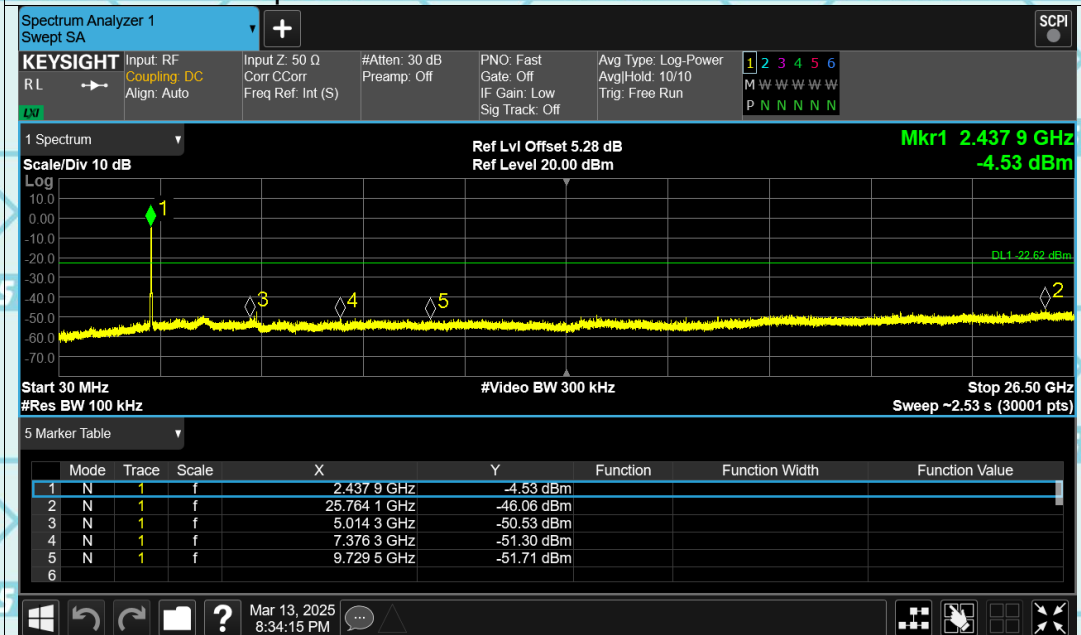 Spectrum Analyzer 1
Swept SA
+
SCPI
KEYSIGHT
RL
LXI
Input: RF
Coupling: DC
Align: Auto
Input Z: 50 Ω
Corr CCorr
Freq Ref: Int (S)
#Atten: 30 dB
Preamp: Off
PNO: Fast
Gate: Off
IF Gain: Low
Sig Track: Off
Avg Type: Log-Power
Avg|Hold: 10/10
Trig: Free Run
1 2 3 4 5 6
M W W W W W
P N N N N N
1 Spectrum
Scale/Div 10 dB
Ref Lvl Offset 5.28 dB
Ref Level 20.00 dBm
Mkr1 2.437 9 GHz
-4.53 dBm
Log
10.0
0.00
-10.0
-20.0
-30.0
-40.0
-50.0
-60.0
-70.0
1
DL1 -22.62 dBm
3
4
5
2
Start 30 MHz
#Video BW 300 kHz
Stop 26.50 GHz
#Res BW 100 kHz
Sweep ~2.53 s (30001 pts)
5 Marker Table
Mode Trace Scale X Y Function Function Width Function Value
1 N 1 f 2.437 9 GHz -4.53 dBm
2 N 1 f 25.764 1 GHz -46.06 dBm
3 N 1 f 5.014 3 GHz -50.53 dBm
4 N 1 f 7.376 3 GHz -51.30 dBm
5 N 1 f 9.729 5 GHz -51.71 dBm
6
?
Mar 13, 2025
8:34:15 PM